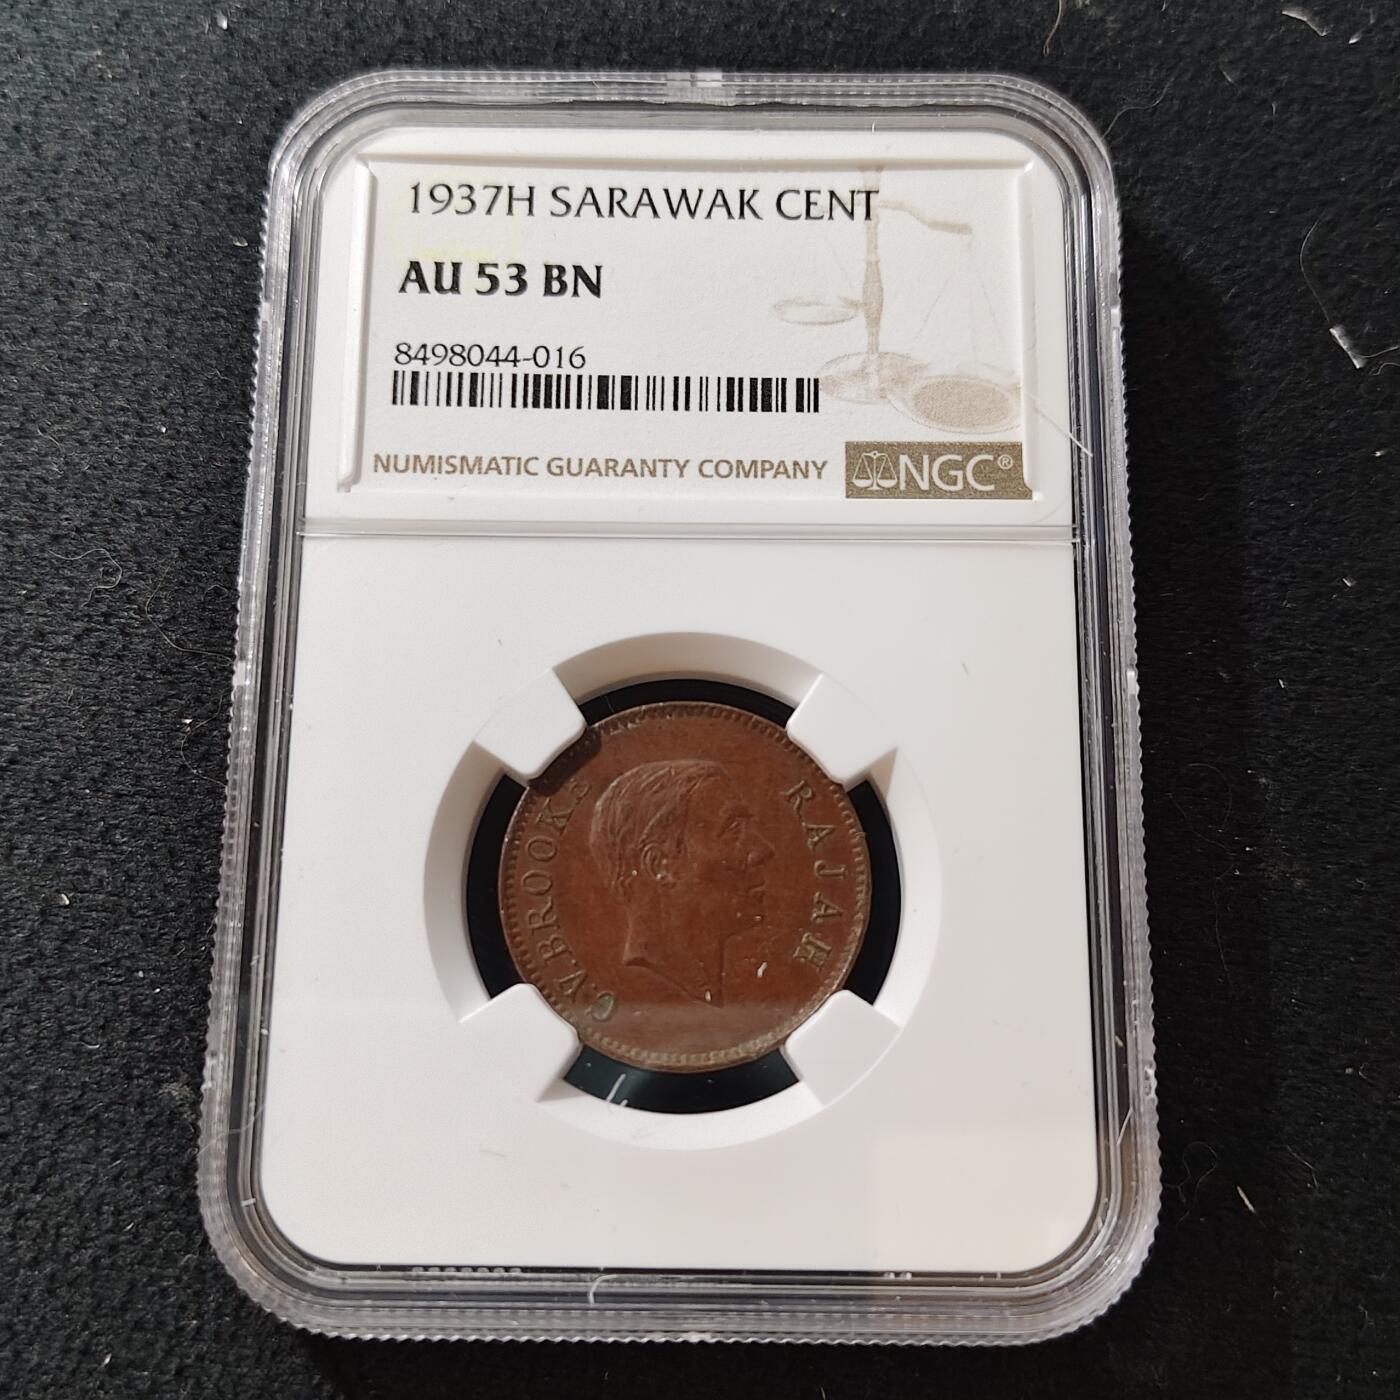 1937H SARAWAK CENT
AU 53 BN
8498044-016
NUMISMATIC GUARANTY COMPANY
NGC®
C.V.BROOKE
RAJAH